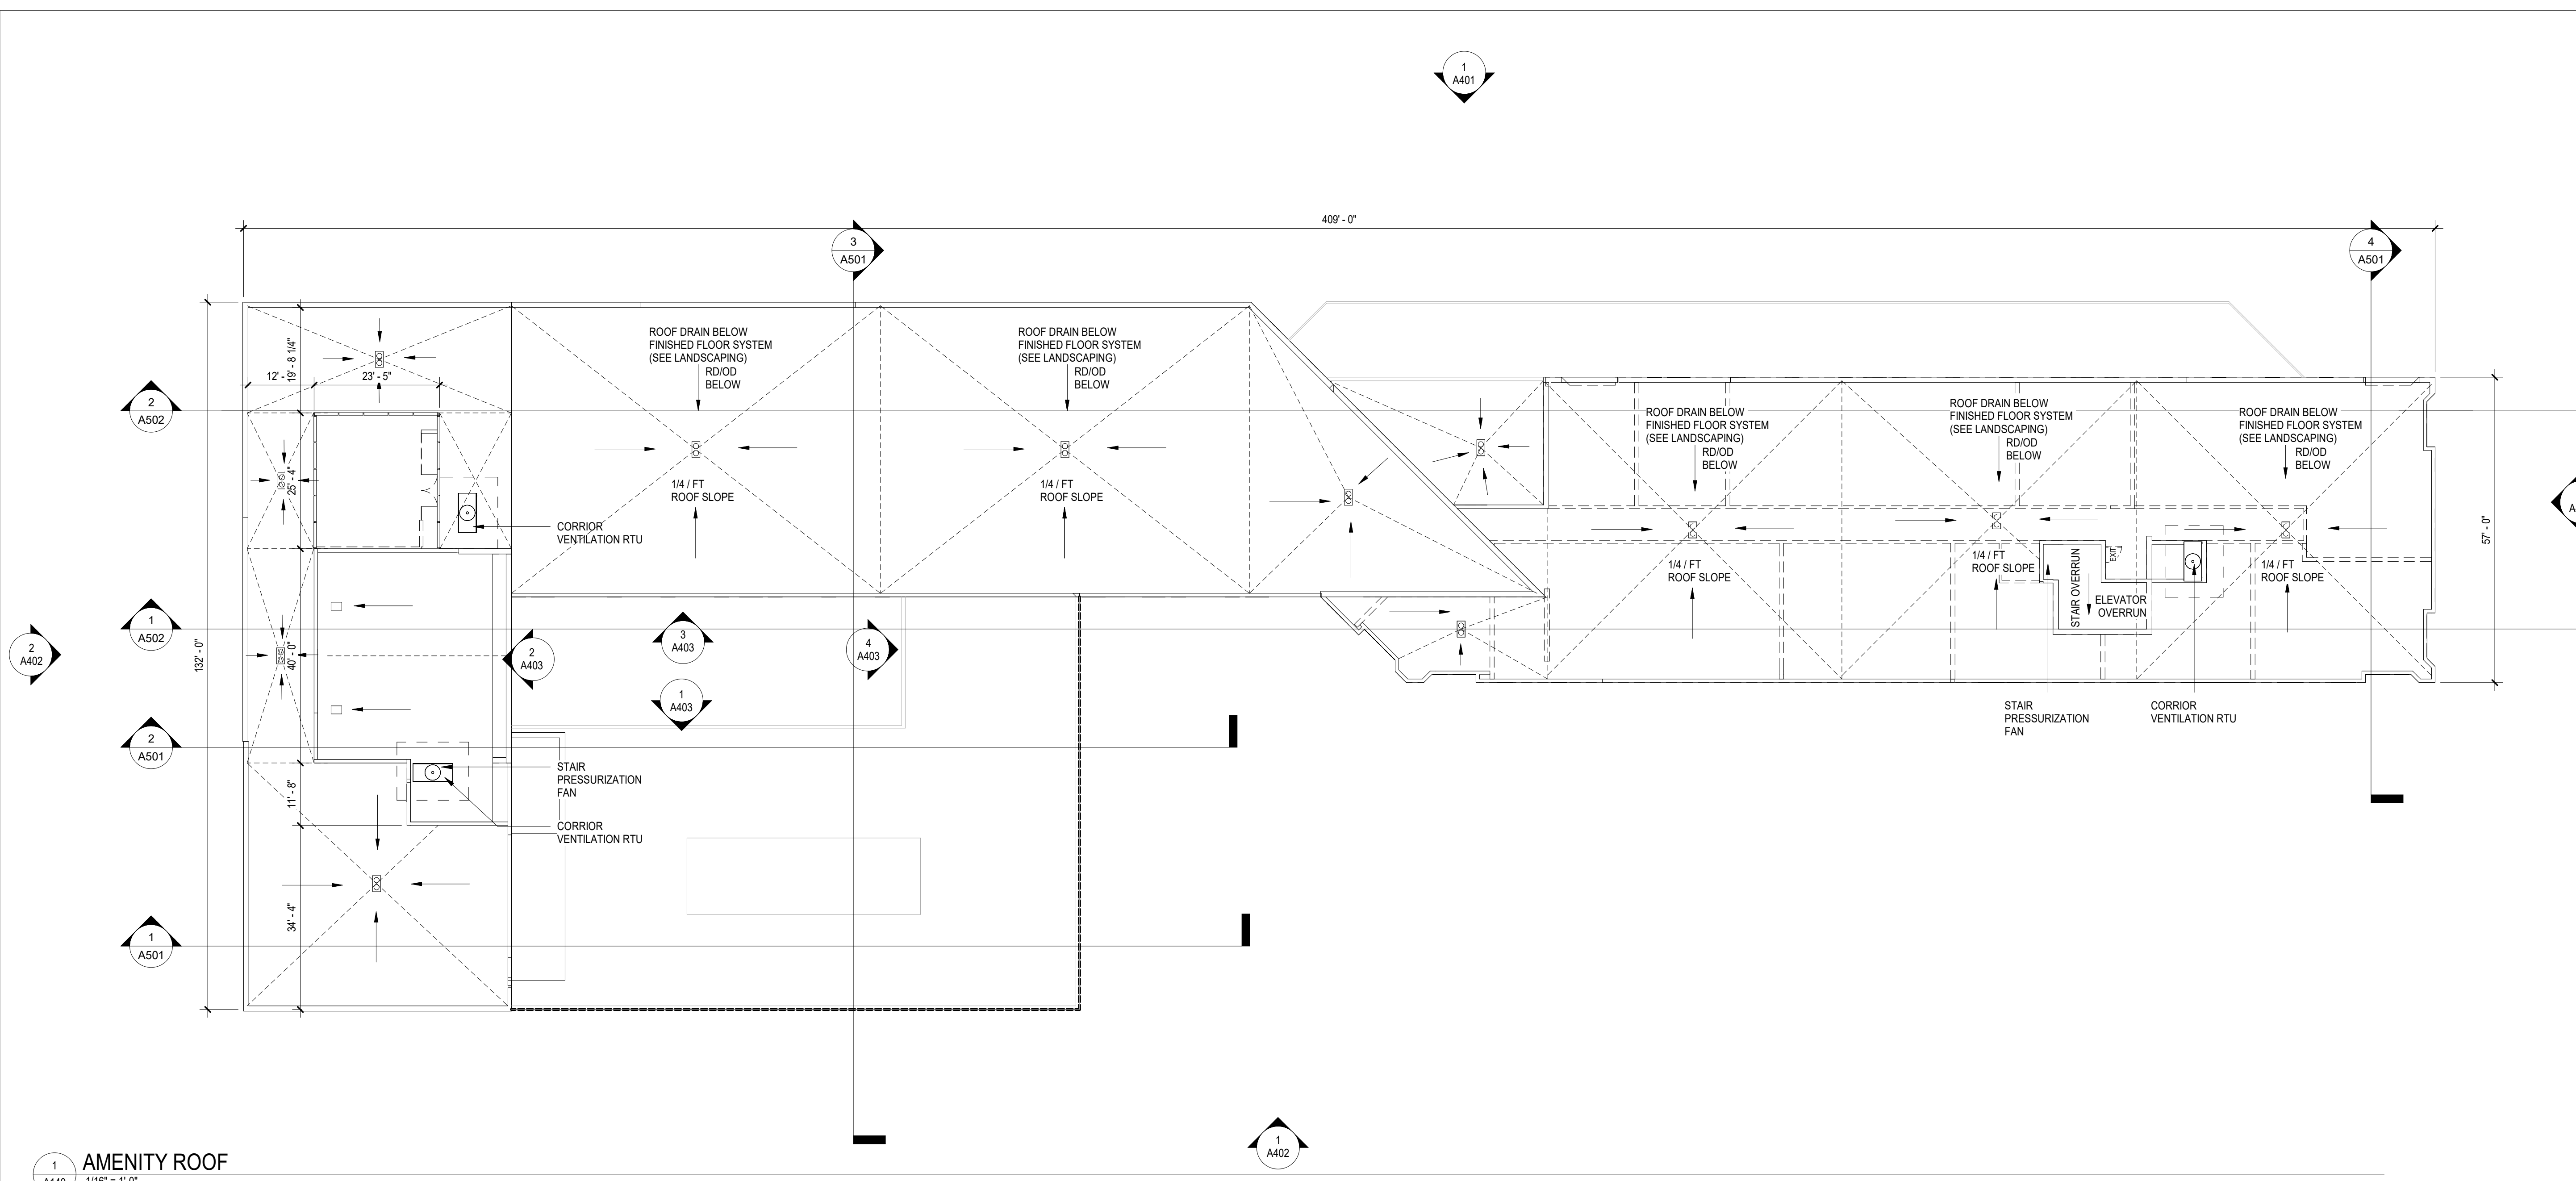 1
A401
409' - 0"
3
A501
4
A501
ROOF DRAIN BELOW
FINISHED FLOOR SYSTEM
(SEE LANDSCAPING)
RD/OD
BELOW
ROOF DRAIN BELOW
FINISHED FLOOR SYSTEM
(SEE LANDSCAPING)
RD/OD
BELOW
19' - 8 1/4"
12' -
23' - 5"
2
A502
ROOF DRAIN BELOW
FINISHED FLOOR SYSTEM
(SEE LANDSCAPING)
RD/OD
BELOW
ROOF DRAIN BELOW
FINISHED FLOOR SYSTEM
(SEE LANDSCAPING)
RD/OD
BELOW
ROOF DRAIN BELOW
FINISHED FLOOR SYSTEM
(SEE LANDSCAPING)
RD/OD
BELOW
25' - 4"
1/4 / FT
ROOF SLOPE
1/4 / FT
ROOF SLOPE
CORRIOR
VENTILATION RTU
57' - 0"
1/4 / FT
ROOF SLOPE
1/4 / FT
ROOF SLOPE
STAIR OVERRUN
EXIT
ELEVATOR
OVERRUN
1/4 / FT
ROOF SLOPE
1
A502
2
A402
132' - 0"
40' - 0"
2
A403
3
A403
4
A403
1
A403
STAIR
PRESSURIZATION
FAN
CORRIOR
VENTILATION RTU
2
A501
STAIR
PRESSURIZATION
FAN
11' - 8"
CORRIOR
VENTILATION RTU
34' - 4"
1
A501
1
A402
1
AMENITY ROOF
1/16" = 1'-0"